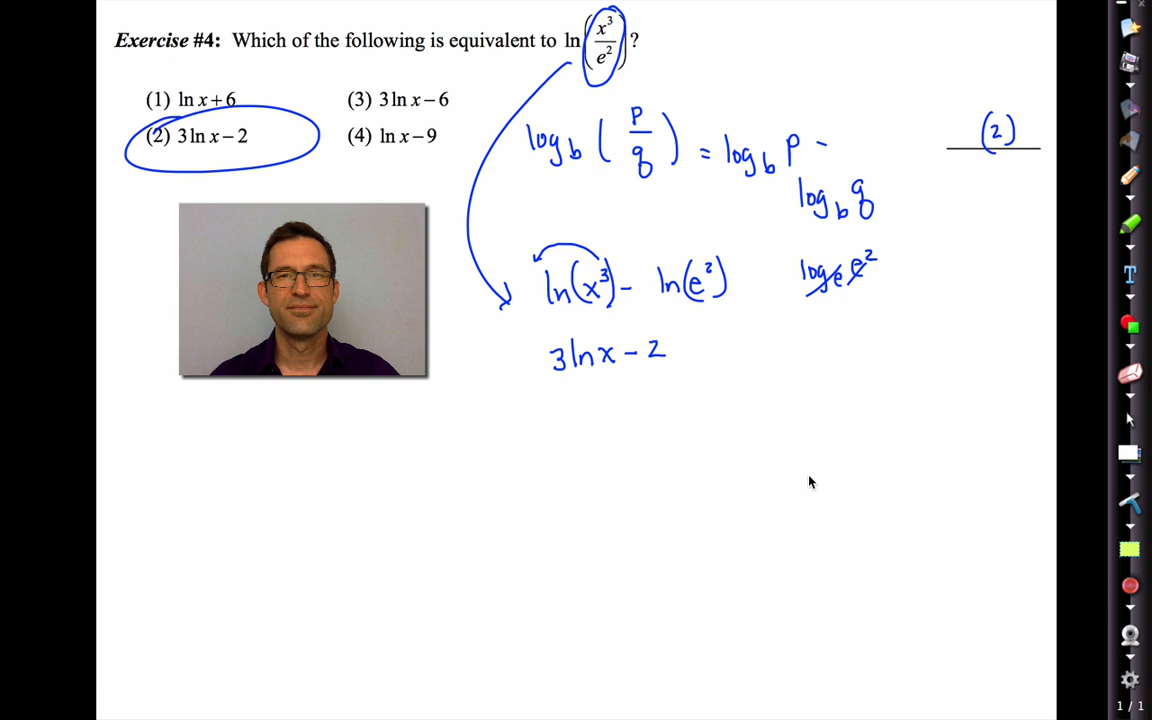 Exercise #4: Which of the following is equivalent to ln(x³/e²)?
(1) ln x + 6
(3) 3 ln x − 6
(2) 3 ln x − 2
(4) ln x − 9
log_b (p/q) = log_b p −
log_b q
(2)
ln(x³) − ln(e²)
log_e e²
3 ln x − 2
T
1 / 1